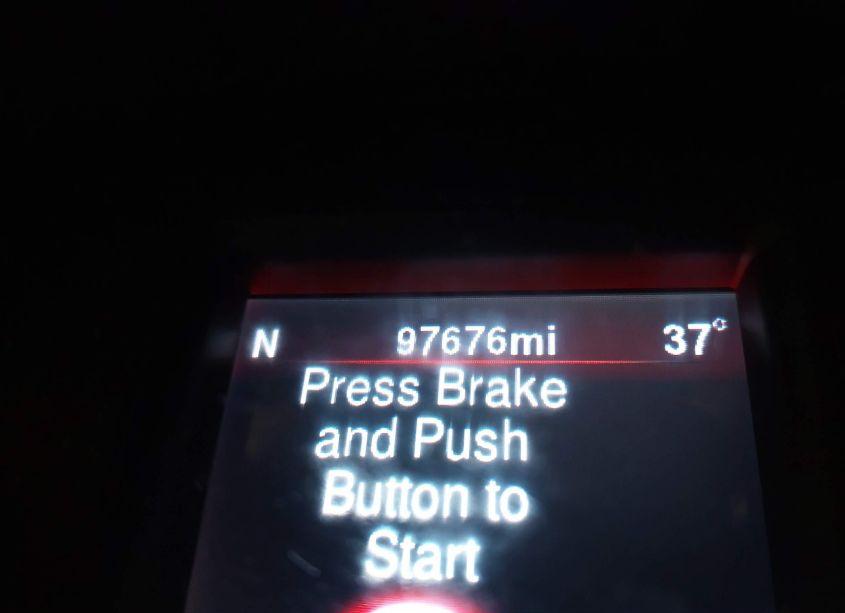 N 97676mi 37°
Press Brake
and Push
Button to
Start